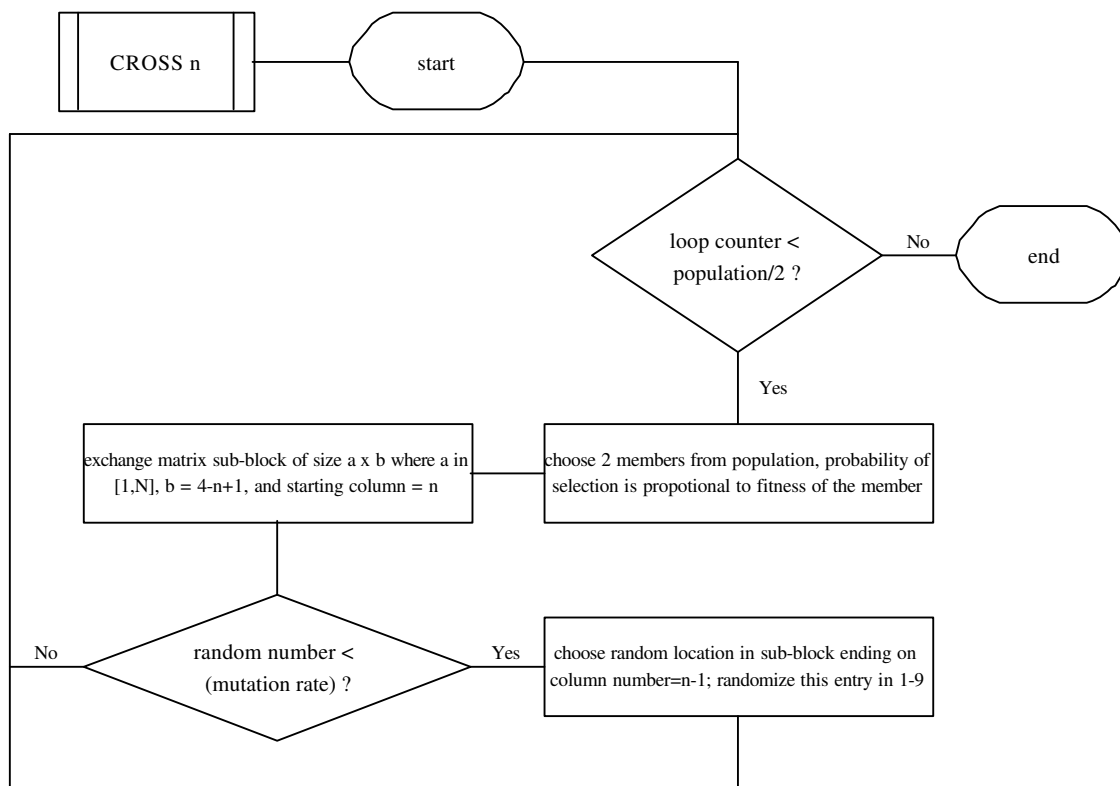 CROSS n
start
loop counter <
population/2 ?
No
end
Yes
choose 2 members from population, probability of
selection is propotional to fitness of the member
exchange matrix sub-block of size a x b where a in
[1,N], b = 4-n+1, and starting column = n
random number <
(mutation rate) ?
No
Yes
choose random location in sub-block ending on
column number=n-1; randomize this entry in 1-9